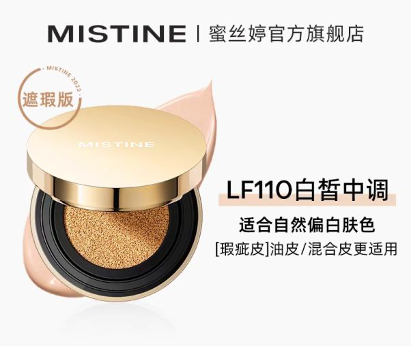 MISTINE | 蜜丝婷官方旗舰店
MISTINE 2022
遮瑕版
MISTINE
LF110白皙中调
适合自然偏白肤色
[瑕疵皮]油皮/混合皮更适用